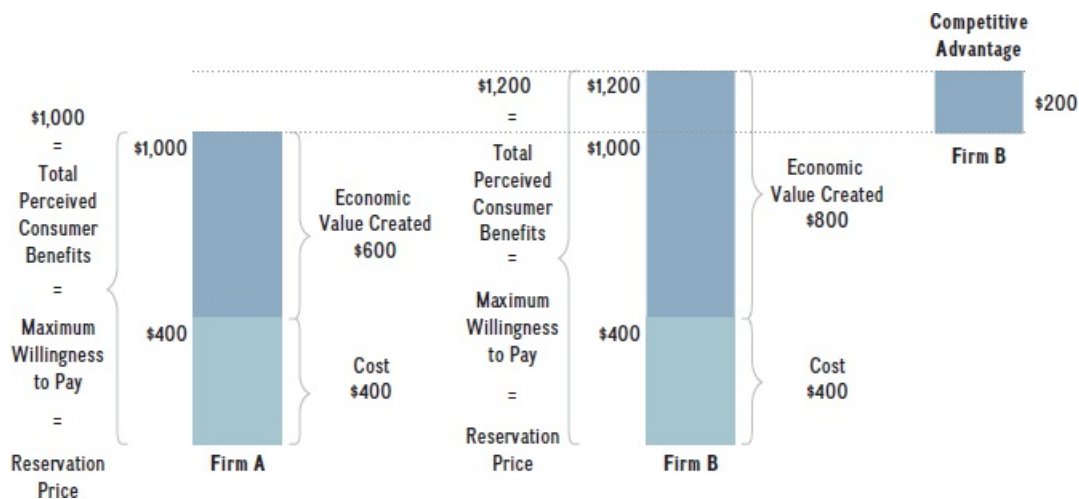 $1,000
=
Total
Perceived
Consumer
Benefits
=
Maximum
Willingness
to Pay
=
Reservation
Price
$1,000
$400
Economic
Value Created
$600
Cost
$400
Firm A
$1,200
=
Total
Perceived
Consumer
Benefits
=
Maximum
Willingness
to Pay
=
Reservation
Price
$1,200
$1,000
$400
Economic
Value Created
$800
Cost
$400
Firm B
Competitive
Advantage
$200
Firm B